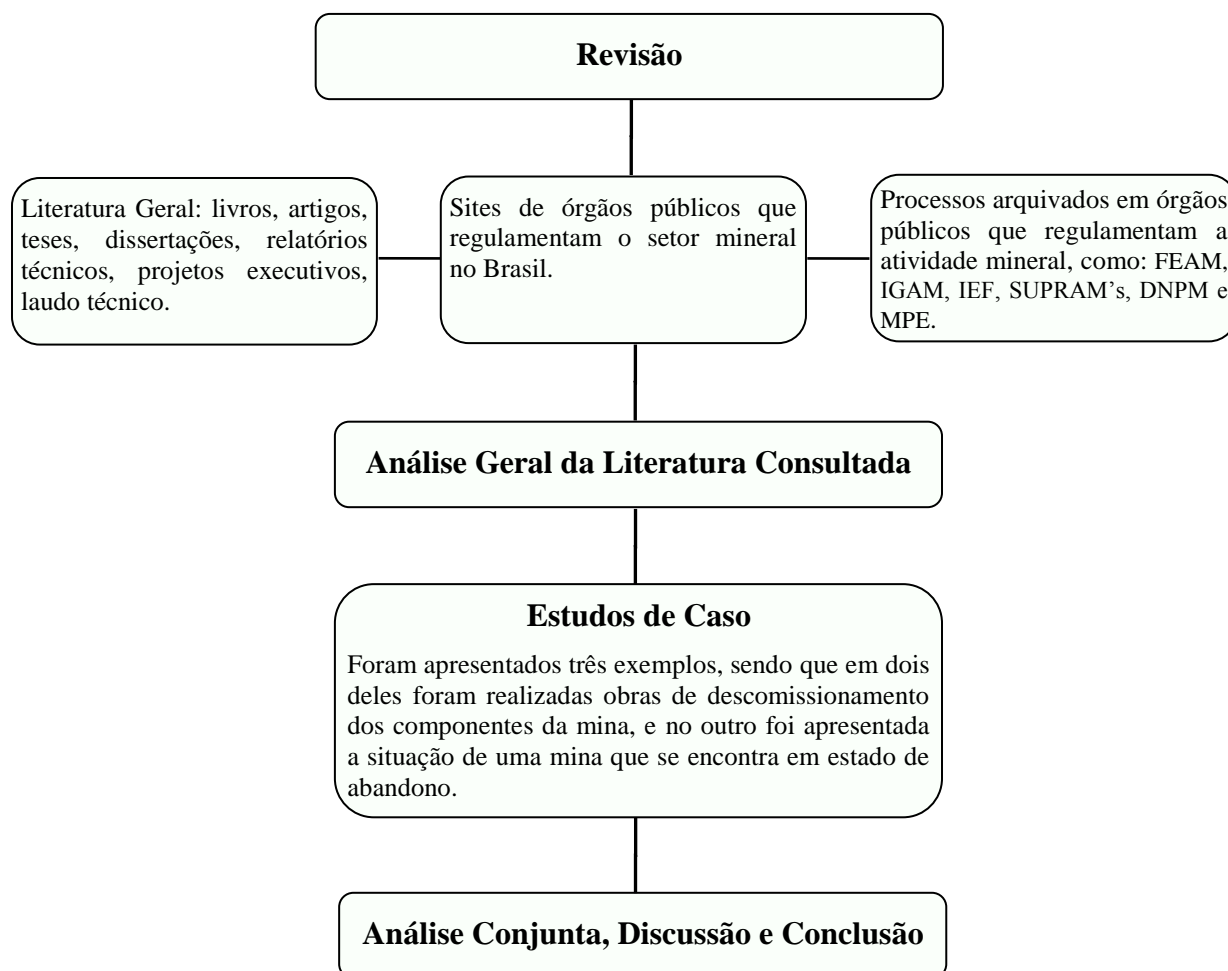 Revisão
Literatura Geral: livros, artigos,
teses, dissertações, relatórios
técnicos, projetos executivos,
laudo técnico.
Sites de órgãos públicos que
regulamentam o setor mineral
no Brasil.
Processos arquivados em órgãos
públicos que regulamentam a
atividade mineral, como: FEAM,
IGAM, IEF, SUPRAM’s, DNPM e
MPE.
Análise Geral da Literatura Consultada
Estudos de Caso
Foram apresentados três exemplos, sendo que em dois
deles foram realizadas obras de descomissionamento
dos componentes da mina, e no outro foi apresentada
a situação de uma mina que se encontra em estado de
abandono.
Análise Conjunta, Discussão e Conclusão